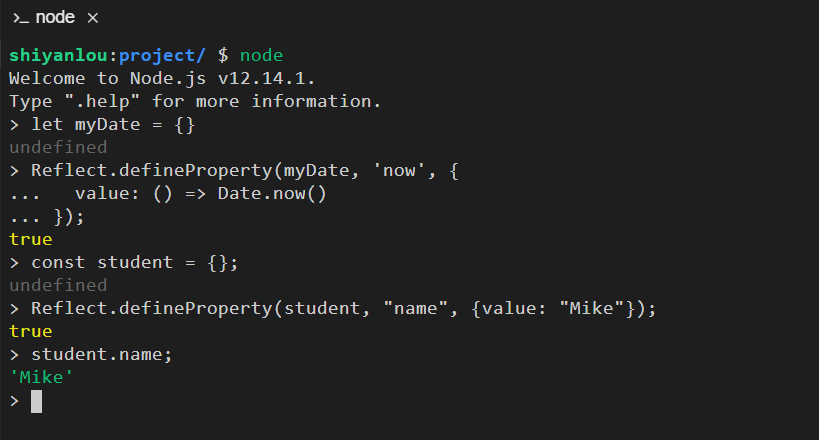 >_ node ×
shiyanlou:project/ $ node
Welcome to Node.js v12.14.1.
Type ".help" for more information.
> let myDate = {}
undefined
> Reflect.defineProperty(myDate, 'now', {
...   value: () => Date.now()
... });
true
> const student = {};
undefined
> Reflect.defineProperty(student, "name", {value: "Mike"});
true
> student.name;
'Mike'
>